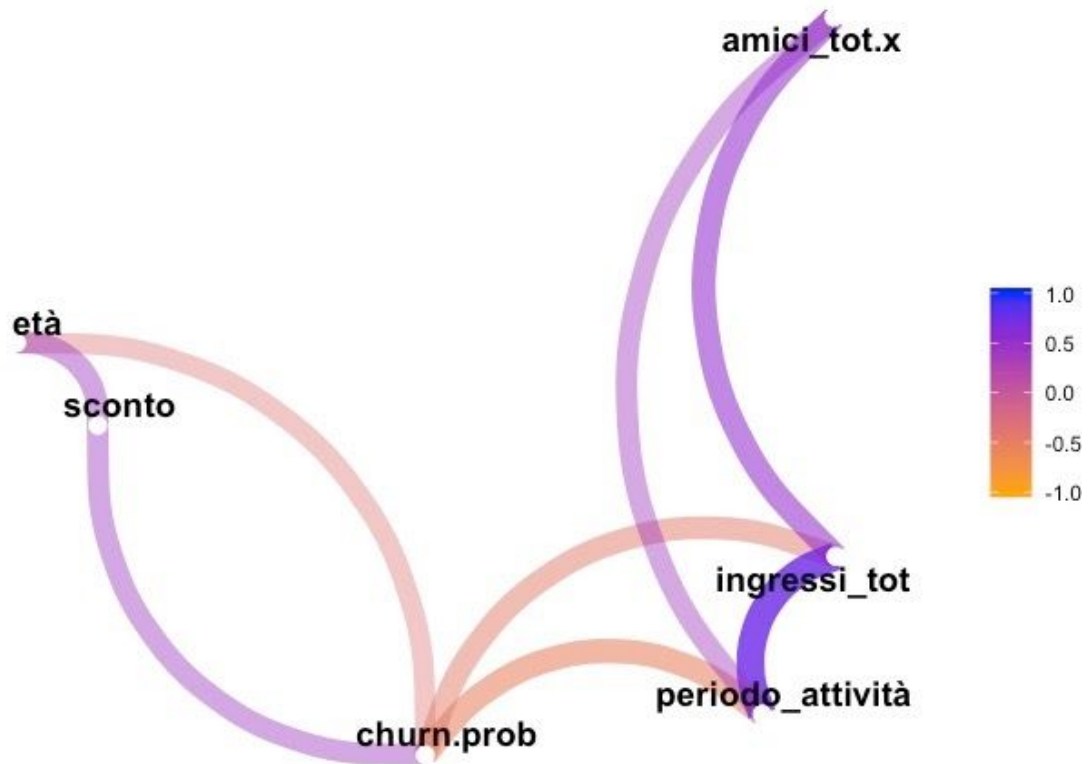 amici_tot.x
età
sconto
1.0
0.5
0.0
-0.5
-1.0
ingressi_tot
periodo_attività
churn.prob